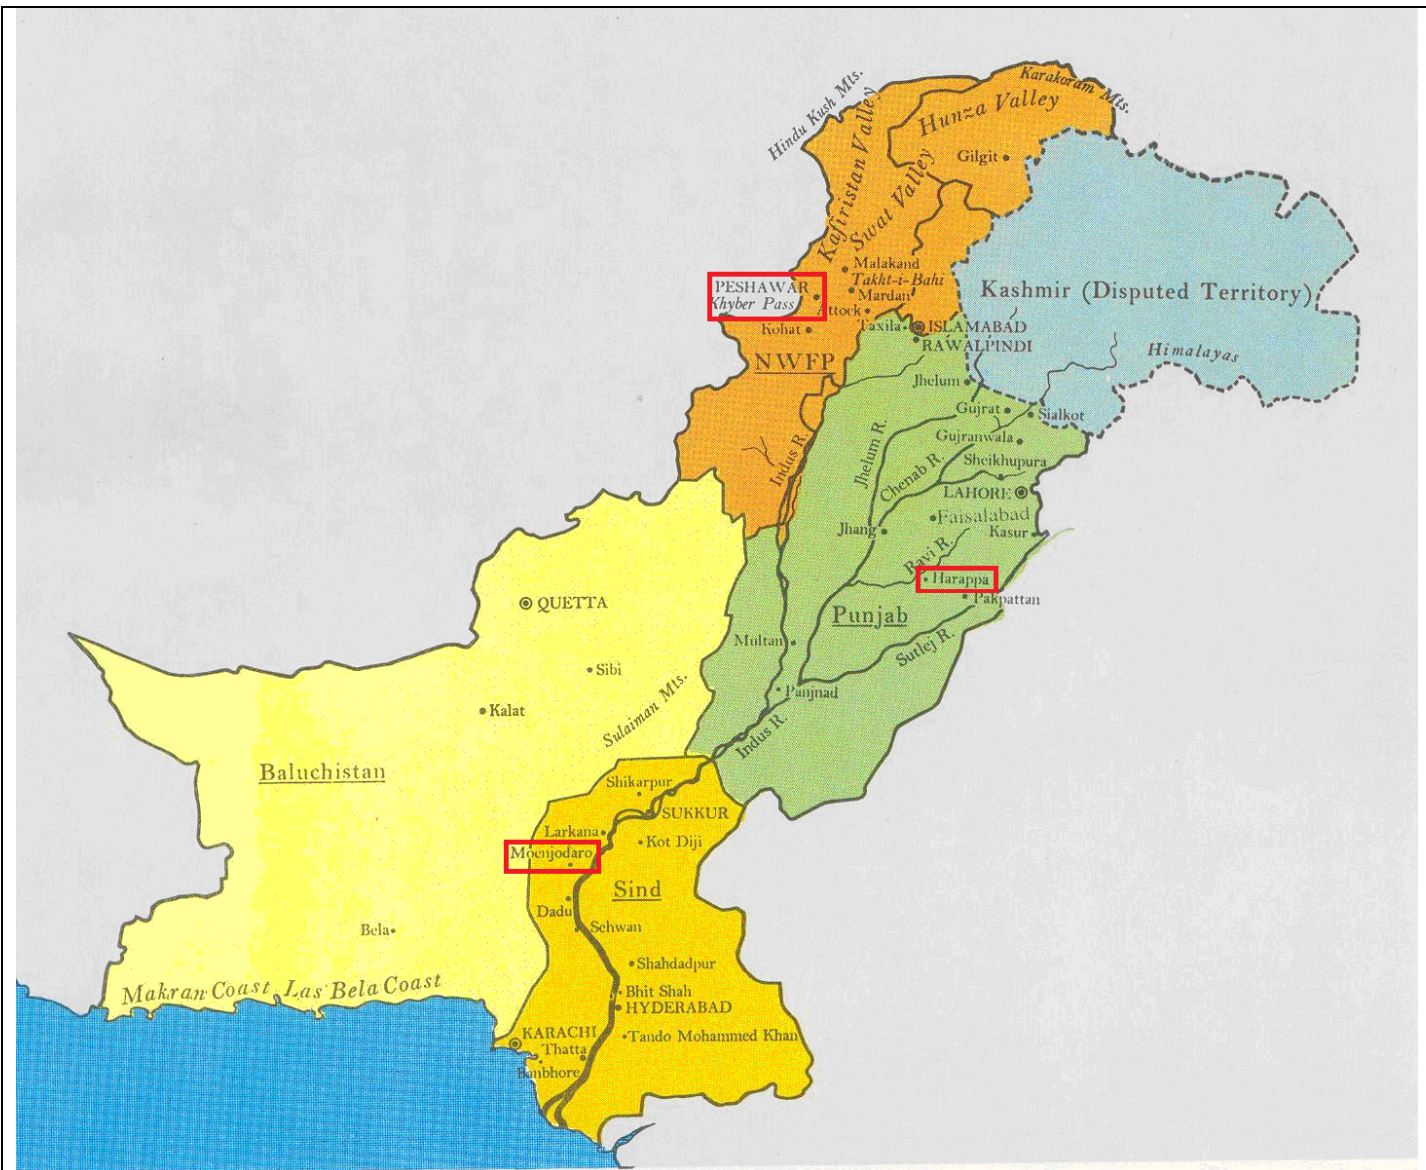 Hindu Kush Mts.
Karakoram Mts.
Hunza Valley
Kafiristan Valley
Gilgit
Swat Valley
Malakand
Takht-i-Bahi
PESHAWAR
Khyber Pass
Mardan
Attock
Kashmir (Disputed Territory)
Kohat
Taxila
ISLAMABAD
RAWALPINDI
NWFP
Himalayas
Jhelum
Gujrat
Sialkot
Jhelum R.
Gujranwala
Indus R.
Chenab R.
Sheikhupura
LAHORE
Faisalabad
Jhang
Kasur
Ravi R.
Harappa
Pakpattan
QUETTA
Punjab
Multan
Sutlej R.
Sibi
Panjnad
Kalat
Sulaiman Mts.
Indus R.
Baluchistan
Shikarpur
SUKKUR
Larkana
Kot Diji
Moenjodaro
Sind
Dadu
Sehwan
Bela
Shahdadpur
Makran Coast
Las Bela Coast
Bhit Shah
HYDERABAD
KARACHI
Tando Mohammed Khan
Thatta
Banbhore